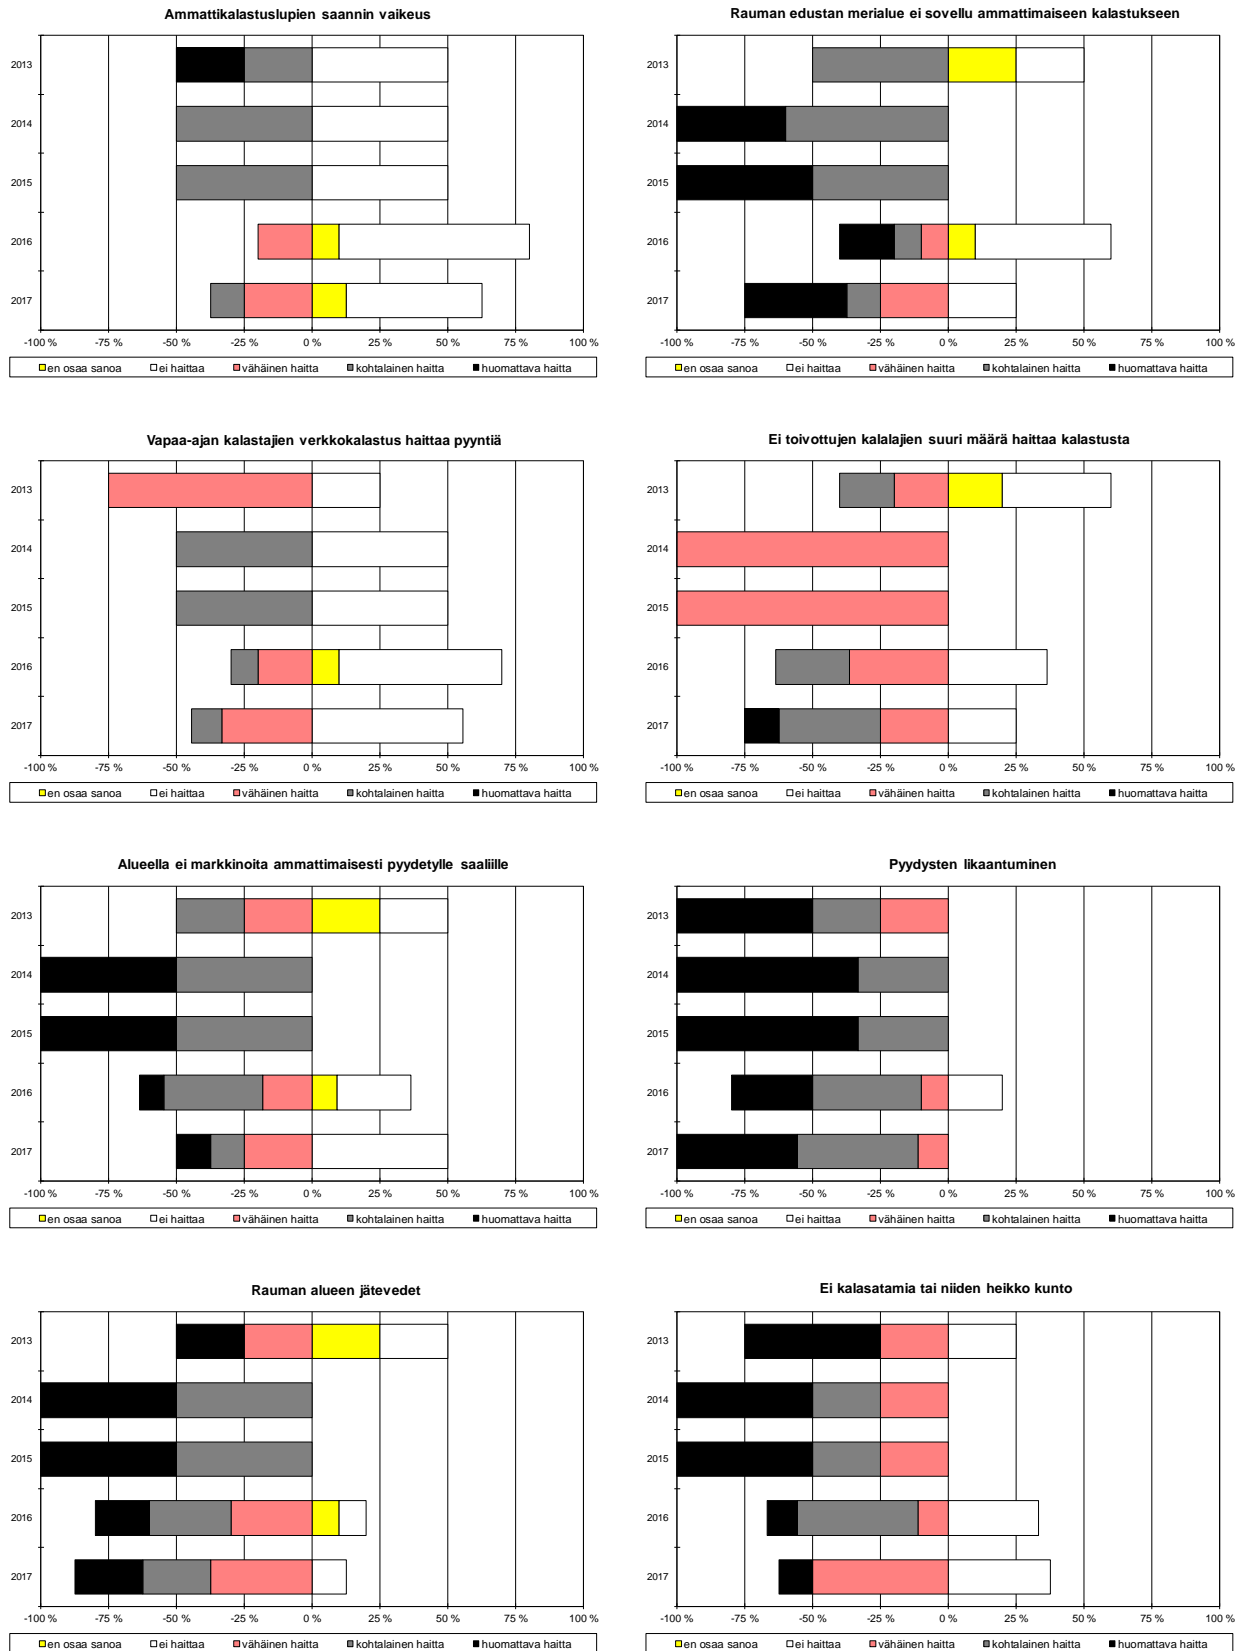 Ammattikalastuslupien saannin vaikeus
2013
2014
2015
2016
2017
-100 % -75 % -50 % -25 % 0 % 25 % 50 % 75 % 100 %
en osaa sanoa ei haittaa vähäinen haitta kohtalainen haitta huomattava haitta
Rauman edustan merialue ei sovellu ammattimaiseen kalastukseen
2013
2014
2015
2016
2017
-100 % -75 % -50 % -25 % 0 % 25 % 50 % 75 % 100 %
en osaa sanoa ei haittaa vähäinen haitta kohtalainen haitta huomattava haitta
Vapaa-ajan kalastajien verkkokalastus haittaa pyyntiä
2013
2014
2015
2016
2017
-100 % -75 % -50 % -25 % 0 % 25 % 50 % 75 % 100 %
en osaa sanoa ei haittaa vähäinen haitta kohtalainen haitta huomattava haitta
Ei toivottujen kalalajien suuri määrä haittaa kalastusta
2013
2014
2015
2016
2017
-100 % -75 % -50 % -25 % 0 % 25 % 50 % 75 % 100 %
en osaa sanoa ei haittaa vähäinen haitta kohtalainen haitta huomattava haitta
Alueella ei markkinoita ammattimaisesti pyydetylle saaliille
2013
2014
2015
2016
2017
-100 % -75 % -50 % -25 % 0 % 25 % 50 % 75 % 100 %
en osaa sanoa ei haittaa vähäinen haitta kohtalainen haitta huomattava haitta
Pyydysten likaantuminen
2013
2014
2015
2016
2017
-100 % -75 % -50 % -25 % 0 % 25 % 50 % 75 % 100 %
en osaa sanoa ei haittaa vähäinen haitta kohtalainen haitta huomattava haitta
Rauman alueen jätevedet
2013
2014
2015
2016
2017
-100 % -75 % -50 % -25 % 0 % 25 % 50 % 75 % 100 %
en osaa sanoa ei haittaa vähäinen haitta kohtalainen haitta huomattava haitta
Ei kalasatamia tai niiden heikko kunto
2013
2014
2015
2016
2017
-100 % -75 % -50 % -25 % 0 % 25 % 50 % 75 % 100 %
en osaa sanoa ei haittaa vähäinen haitta kohtalainen haitta huomattava haitta